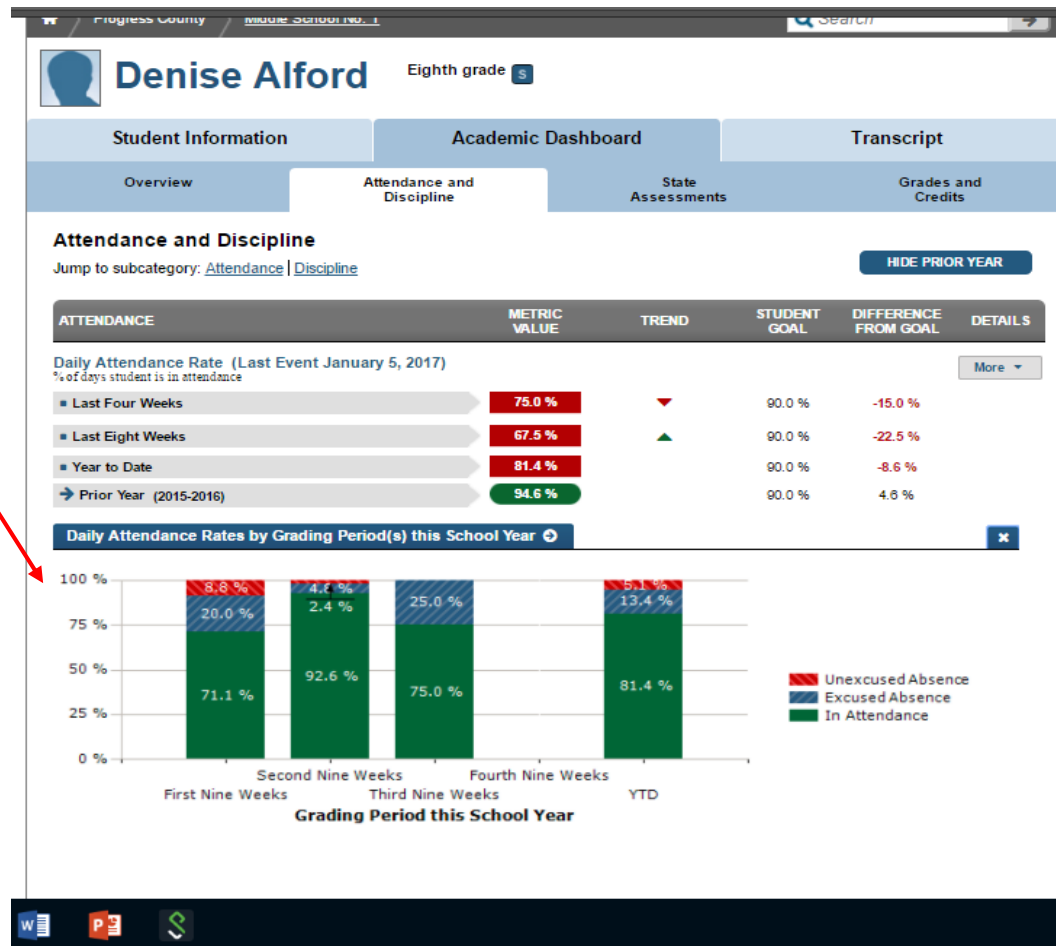 Progress County / Middle School No. 1
Search
Denise Alford Eighth grade S
Student Information Academic Dashboard Transcript
Overview Attendance and Discipline State Assessments Grades and Credits
Attendance and Discipline
Jump to subcategory: Attendance | Discipline
HIDE PRIOR YEAR
ATTENDANCE METRIC VALUE TREND STUDENT GOAL DIFFERENCE FROM GOAL DETAILS
Daily Attendance Rate (Last Event January 5, 2017)
% of days student is in attendance
More
Last Four Weeks 75.0 % 90.0 % -15.0 %
Last Eight Weeks 67.5 % 90.0 % -22.5 %
Year to Date 81.4 % 90.0 % -8.6 %
Prior Year (2015-2016) 94.6 % 90.0 % 4.6 %
Daily Attendance Rates by Grading Period(s) this School Year
100 %
75 %
50 %
25 %
0 %
8.8 %
20.0 %
71.1 %
2.4 %
92.6 %
25.0 %
75.0 %
5.1 %
13.4 %
81.4 %
Unexcused Absence
Excused Absence
In Attendance
Second Nine Weeks Fourth Nine Weeks
First Nine Weeks Third Nine Weeks YTD
Grading Period this School Year
W
P
S